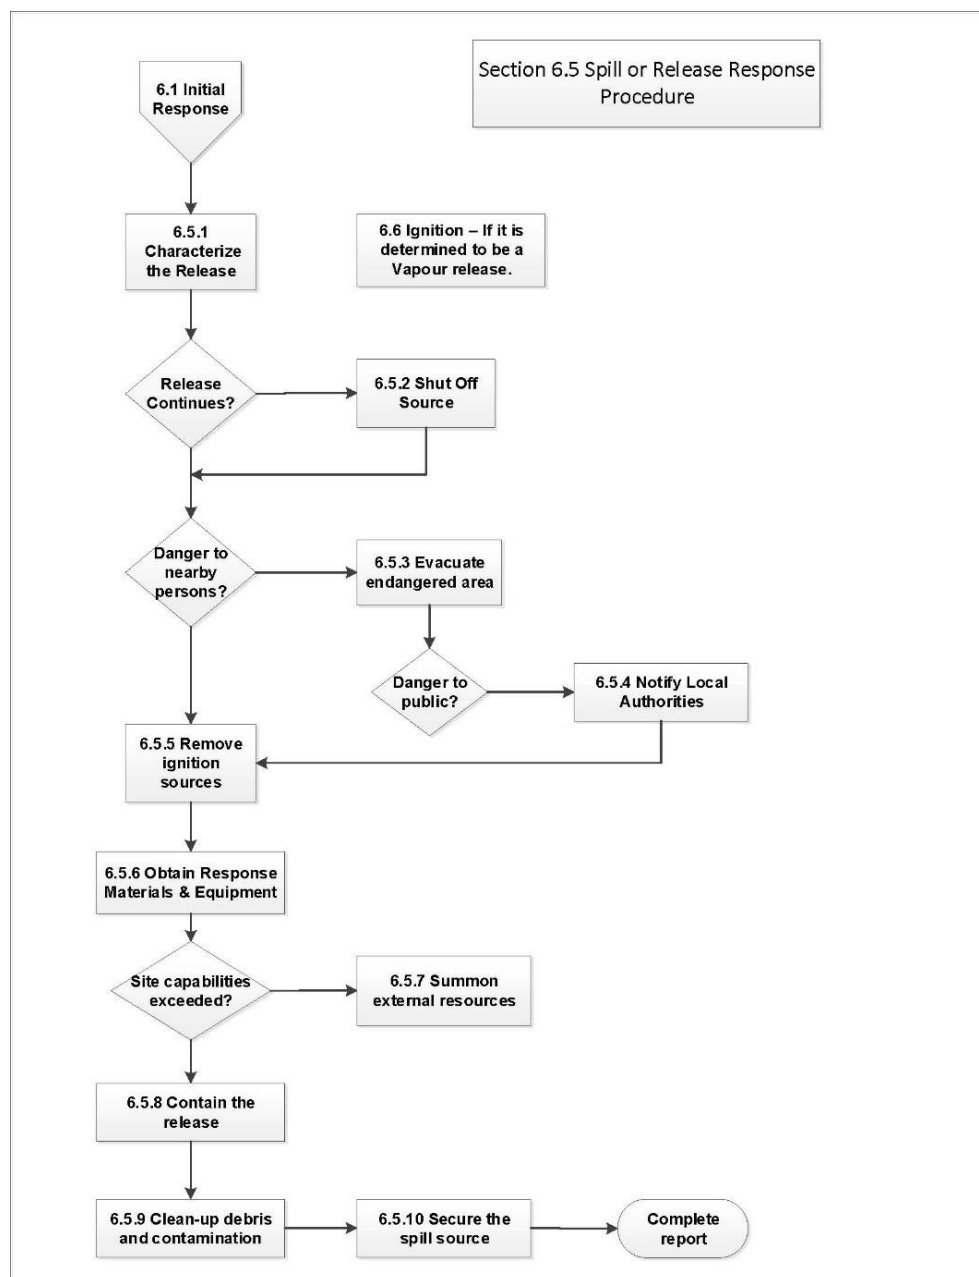 Section 6.5 Spill or Release Response
Procedure
6.1 Initial
Response
6.5.1
Characterize
the Release
6.6 Ignition – If it is
determined to be a
Vapour release.
Release
Continues?
6.5.2 Shut Off
Source
Danger to
nearby
persons?
6.5.3 Evacuate
endangered area
Danger to
public?
6.5.4 Notify Local
Authorities
6.5.5 Remove
ignition
sources
6.5.6 Obtain Response
Materials & Equipment
Site capabilities
exceeded?
6.5.7 Summon
external resources
6.5.8 Contain the
release
6.5.9 Clean-up debris
and contamination
6.5.10 Secure the
spill source
Complete
report